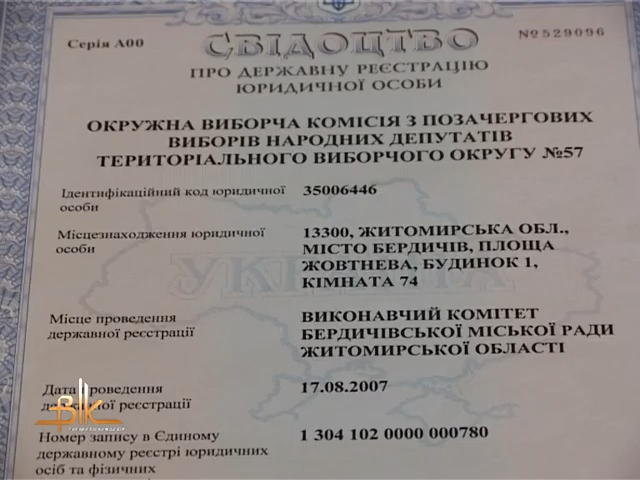 Серія А00
№529096
СВІДОЦТВО
ПРО ДЕРЖАВНУ РЕЄСТРАЦІЮ
ЮРИДИЧНОЇ ОСОБИ
ОКРУЖНА ВИБОРЧА КОМІСІЯ З ПОЗАЧЕРГОВИХ
ВИБОРІВ НАРОДНИХ ДЕПУТАТІВ
ТЕРИТОРІАЛЬНОГО ВИБОРЧОГО ОКРУГУ №57
Ідентифікаційний код юридичної
особи
35006446
Місцезнаходження юридичної
особи
13300, ЖИТОМИРСЬКА ОБЛ.,
МІСТО БЕРДИЧІВ, ПЛОЩА
ЖОВТНЕВА, БУДИНОК 1,
КІМНАТА 74
УКРАЇНА
Місце проведення
державної реєстрації
ВИКОНАВЧИЙ КОМІТЕТ
БЕРДИЧІВСЬКОЇ МІСЬКОЇ РАДИ
ЖИТОМИРСЬКОЇ ОБЛАСТІ
Дата проведення
державної реєстрації
17.08.2007
Номер запису в Єдиному
державному реєстрі юридичних
осіб та фізичних
1 304 102 0000 000780
ВІК